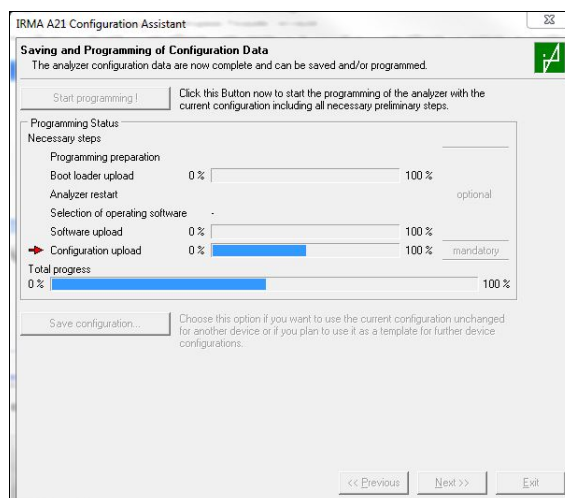 IRMA A21 Configuration Assistant
Saving and Programming of Configuration Data
The analyzer configuration data are now complete and can be saved and/or programmed.
Start programming !
Click this Button now to start the programming of the analyzer with the
current configuration including all necessary preliminary steps.
Programming Status
Necessary steps
Programming preparation
Boot loader upload 0 % 100 %
Analyzer restart optional
Selection of operating software -
Software upload 0 % 100 %
Configuration upload 0 % 100 % mandatory
Total progress
0 % 100 %
Save configuration...
Choose this option if you want to use the current configuration unchanged
for another device or if you plan to use it as a template for further device
configurations.
<< Previous Next >> Exit